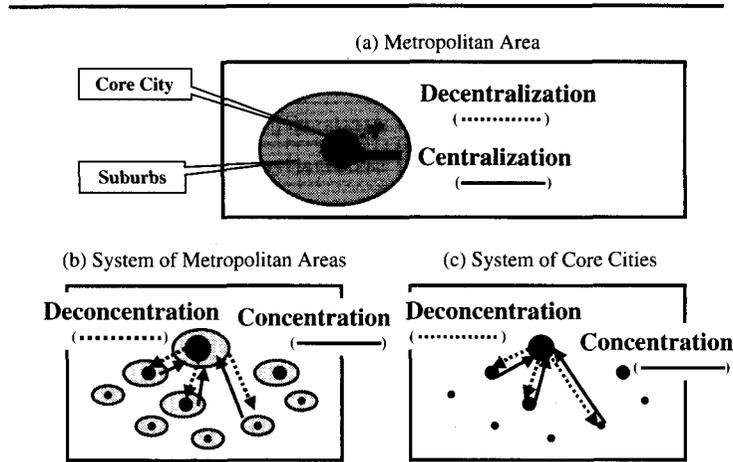 (a) Metropolitan Area
Core City
Decentralization
( )
Centralization
Suburbs
( )
(b) System of Metropolitan Areas
(c) System of Core Cities
Deconcentration
( )
Concentration
( )
Deconcentration
( )
Concentration
( )